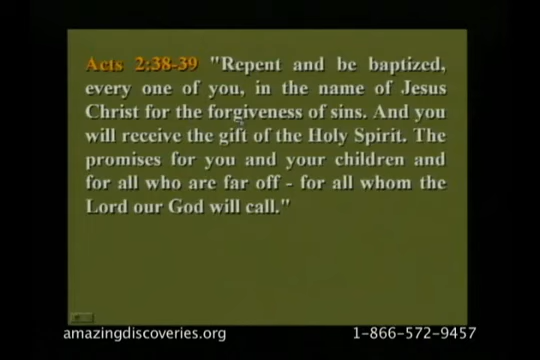 Acts 2:38-39 "Repent and be baptized,
every one of you, in the name of Jesus
Christ for the forgiveness of sins. And you
will receive the gift of the Holy Spirit. The
promises for you and your children and
for all who are far off - for all whom the
Lord our God will call."
amazingdiscoveries.org 1-866-572-9457